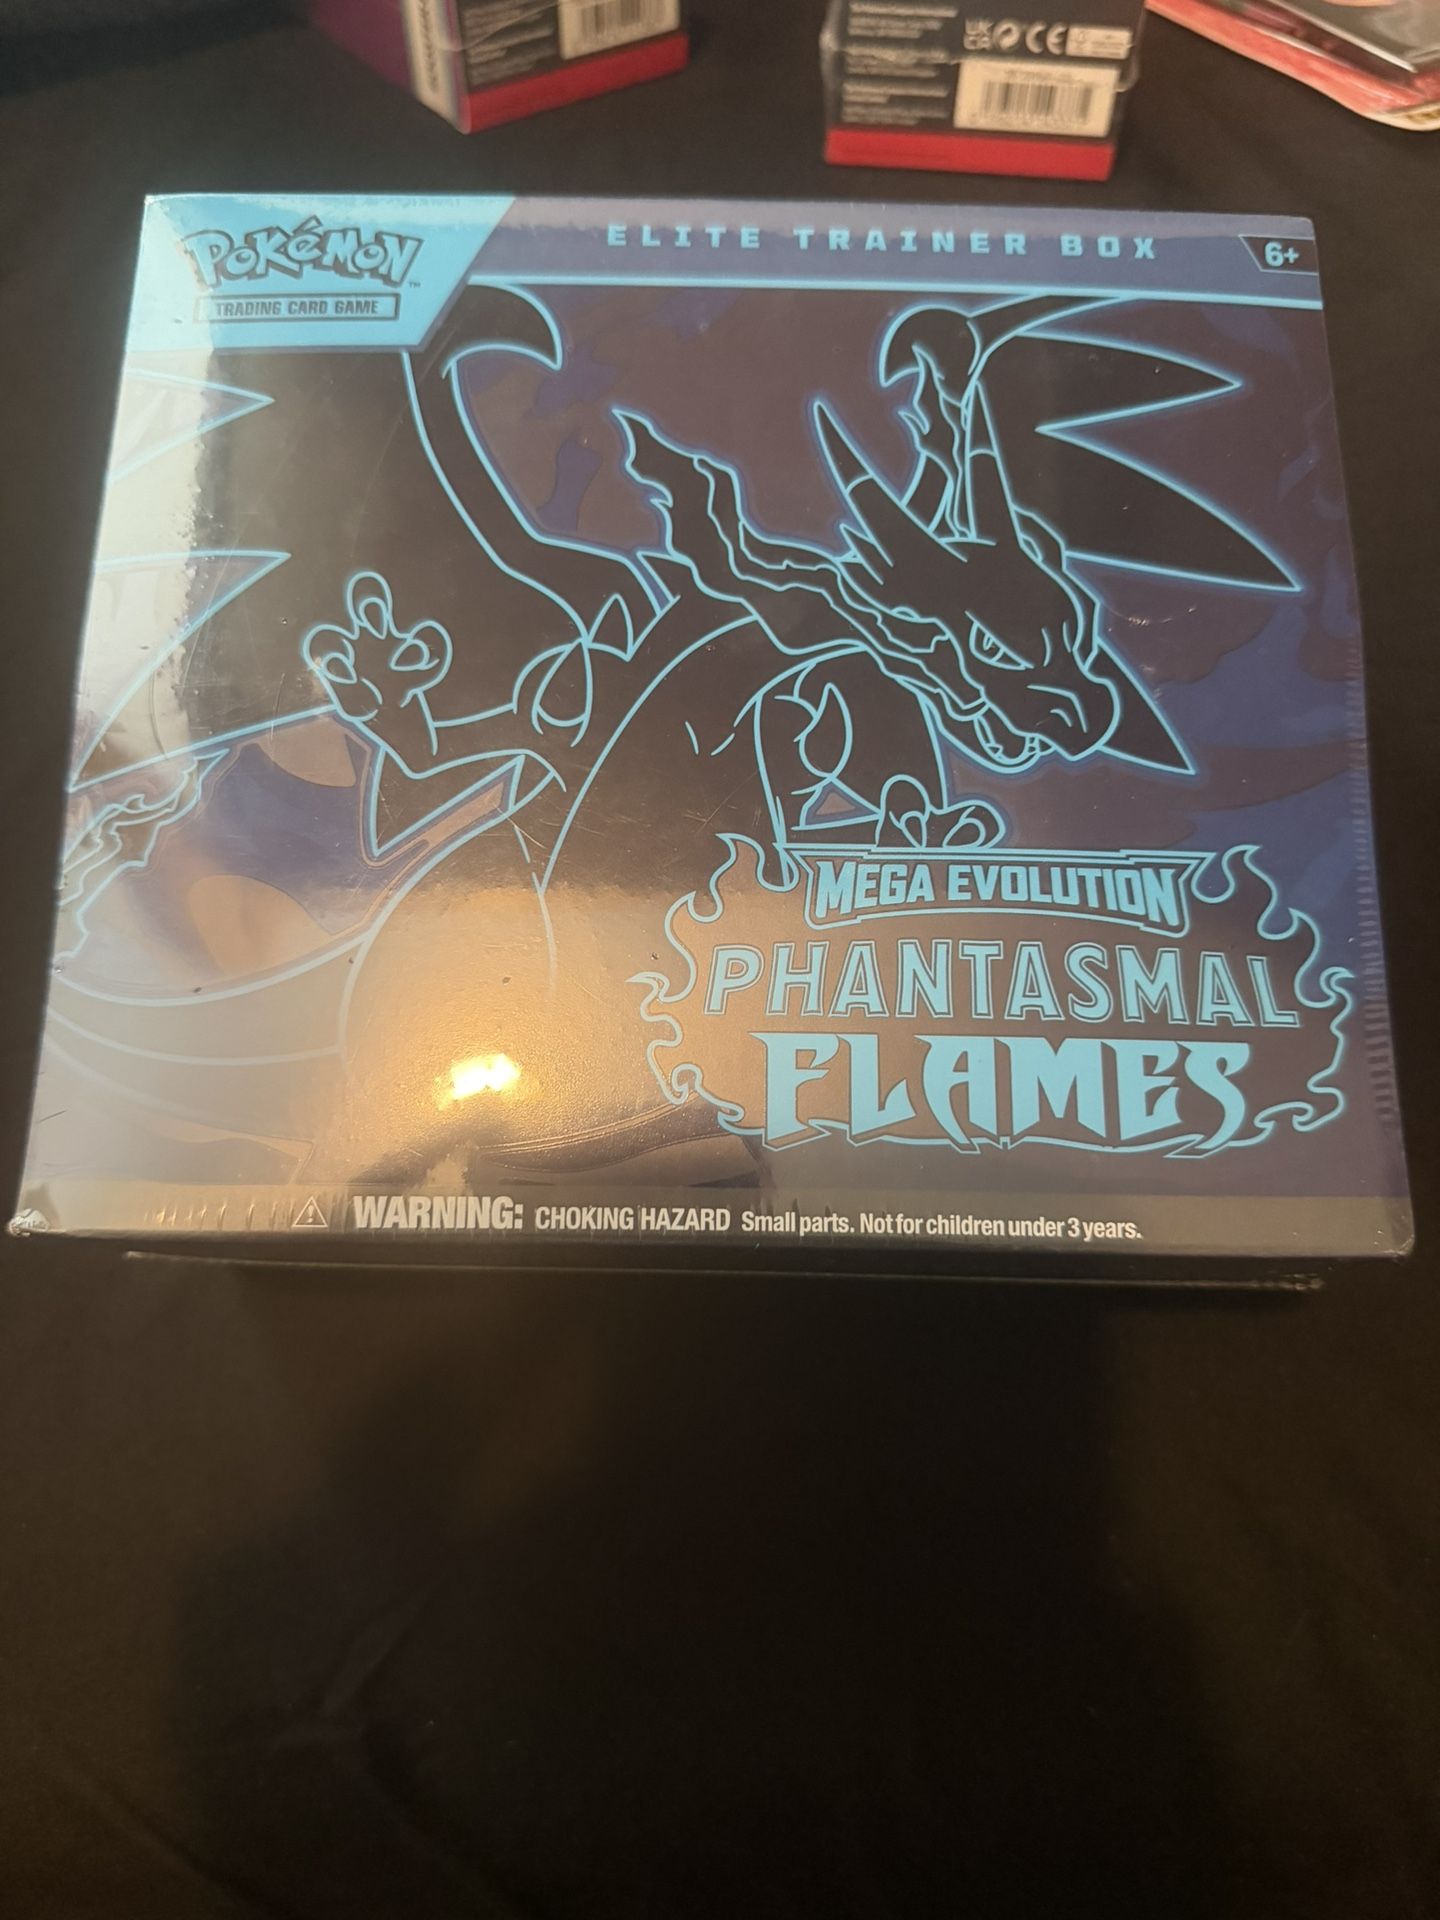 POKÉMON™
TRADING CARD GAME
ELITE TRAINER BOX
6+
MEGA EVOLUTION
PHANTASMAL
FLAMES
WARNING: CHOKING HAZARD Small parts. Not for children under 3 years.